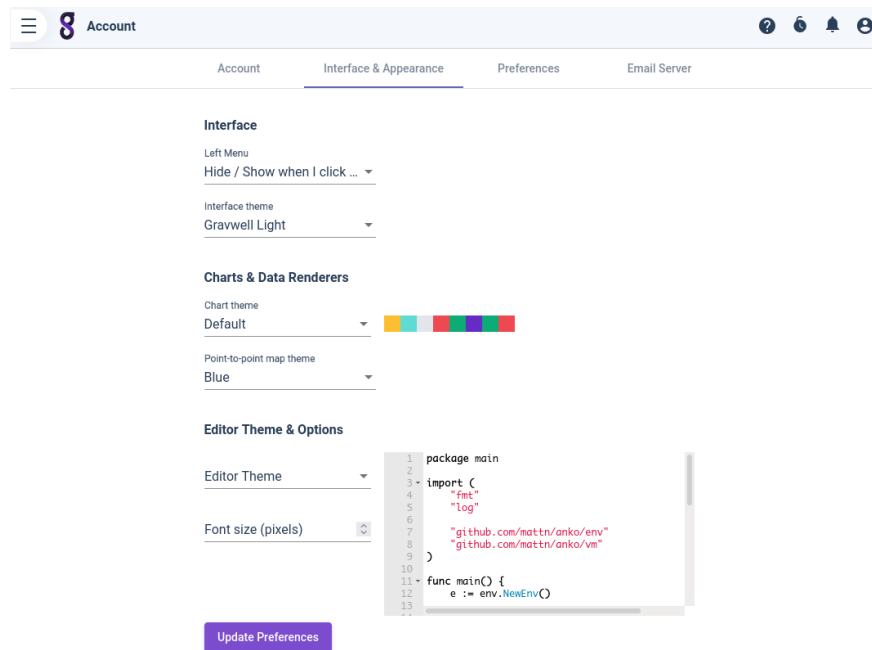 Account
Account Interface & Appearance Preferences Email Server
Interface
Left Menu
Hide / Show when I click ...
Interface theme
Gravwell Light
Charts & Data Renderers
Chart theme
Default
Point-to-point map theme
Blue
Editor Theme & Options
Editor Theme
Font size (pixels)
1 package main
2
3 import (
4 "fmt"
5 "log"
6
7 "github.com/mattn/anko/env"
8 "github.com/mattn/anko/vm"
9 )
10
11 func main() {
12 e := env.NewEnv()
13
Update Preferences